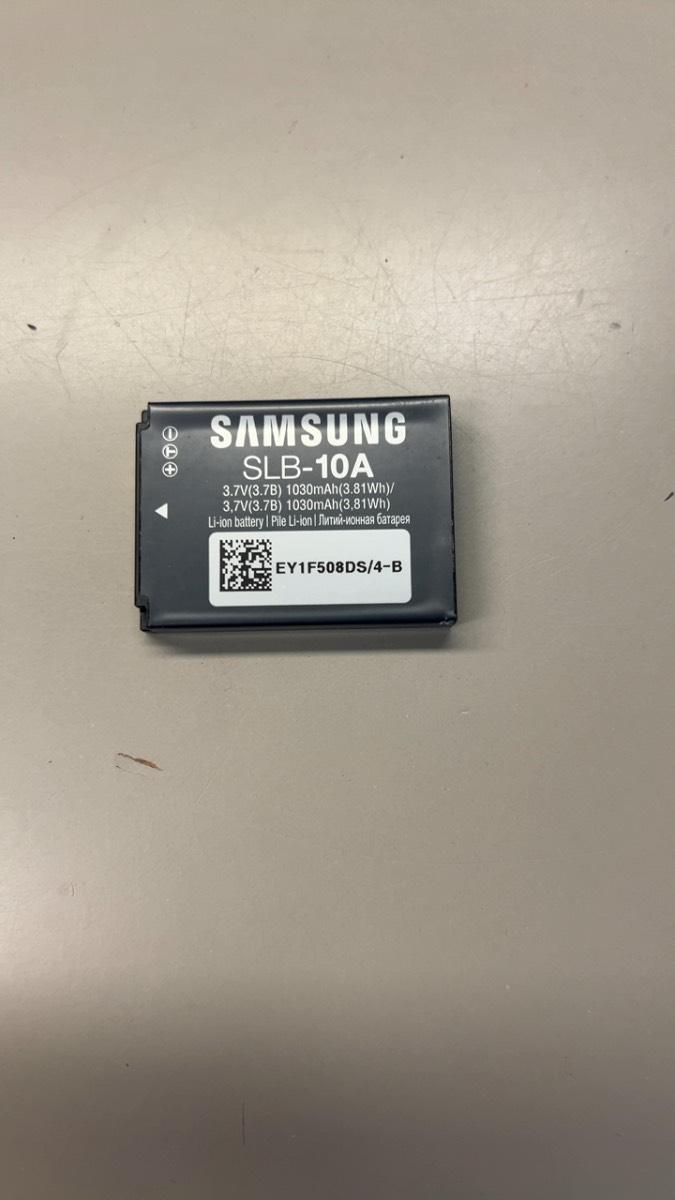 SAMSUNG
SLB-10A
3.7V(3.7B) 1030mAh(3.81Wh)/
3,7V(3.7B) 1030mAh(3,81Wh)
Li-ion battery | Pile Li-ion | Литий-ионная батарея
EY1F508DS/4-B